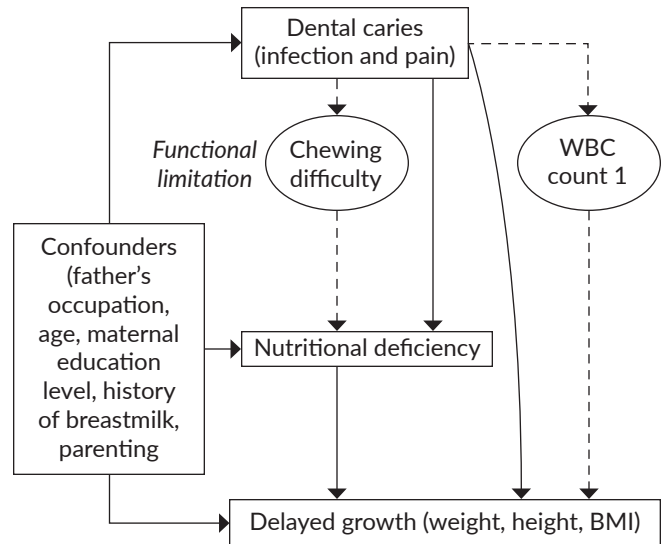 Dental caries
(infection and pain)
Functional
limitation
Chewing
difficulty
WBC
count 1
Confounders
(father's
occupation,
age, maternal
education
level, history
of breastmilk,
parenting
Nutritional deficiency
Delayed growth (weight, height, BMI)